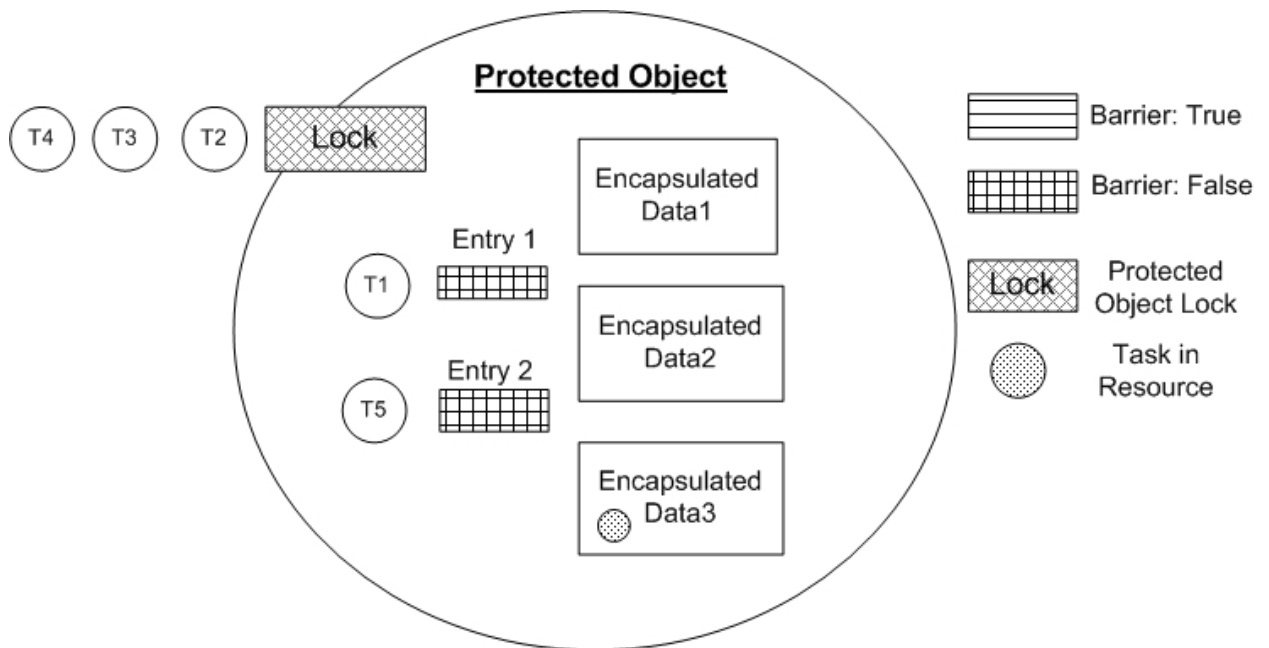 Protected Object
T4
T3
T2
Lock
Encapsulated
Data1
Entry 1
T1
Encapsulated
Data2
Entry 2
T5
Encapsulated
Data3
Barrier: True
Barrier: False
Lock
Protected
Object Lock
Task in
Resource